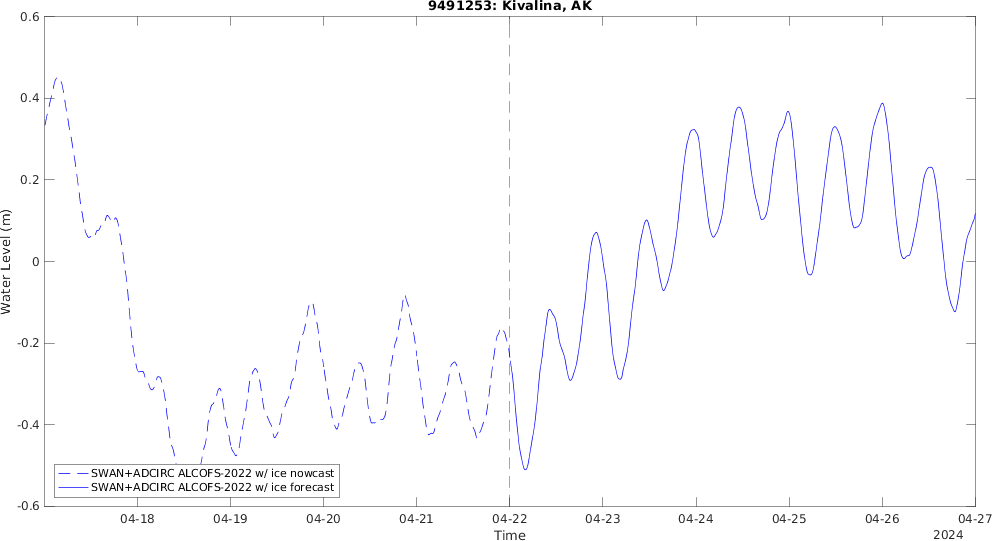 9491253: Kivalina, AK
0.6
0.4
0.2
0
-0.2
-0.4
-0.6
Water Level (m)
SWAN+ADCIRC ALCOFS-2022 w/ ice nowcast
SWAN+ADCIRC ALCOFS-2022 w/ ice forecast
04-18 04-19 04-20 04-21 04-22 04-23 04-24 04-25 04-26 04-27
Time
2024